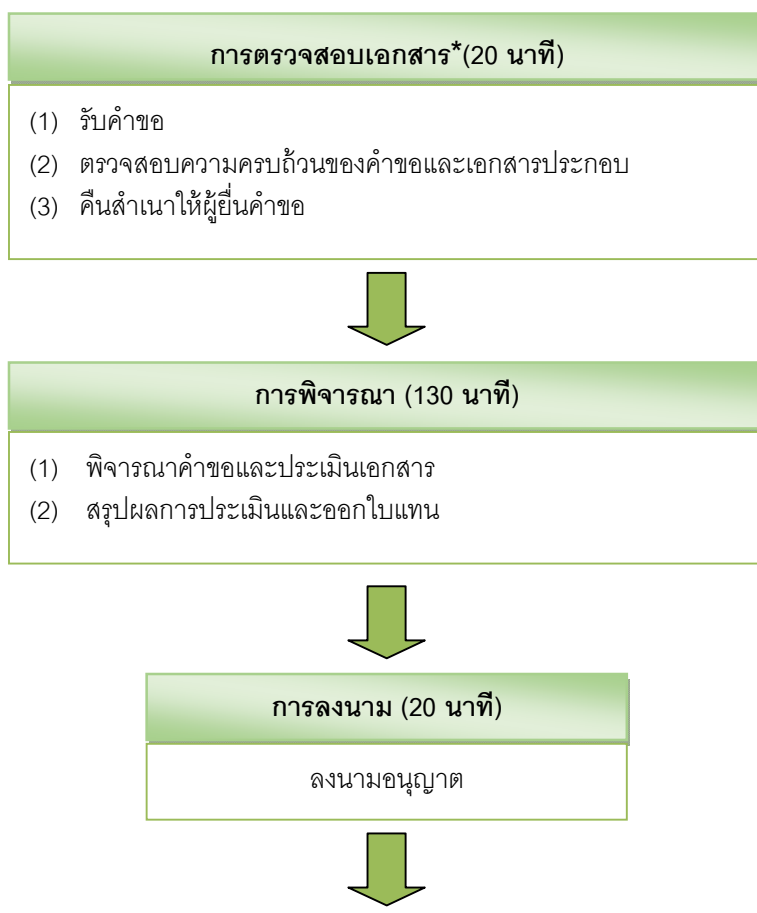 การตรวจสอบเอกสาร*(20 นาที)
(1) รับคำขอ
(2) ตรวจสอบความครบถ้วนของคำขอและเอกสารประกอบ
(3) คืนสำเนาให้ผู้ยื่นคำขอ
การพิจารณา (130 นาที)
(1) พิจารณาคำขอและประเมินเอกสาร
(2) สรุปผลการประเมินและออกใบแทน
การลงนาม (20 นาที)
ลงนามอนุญาต